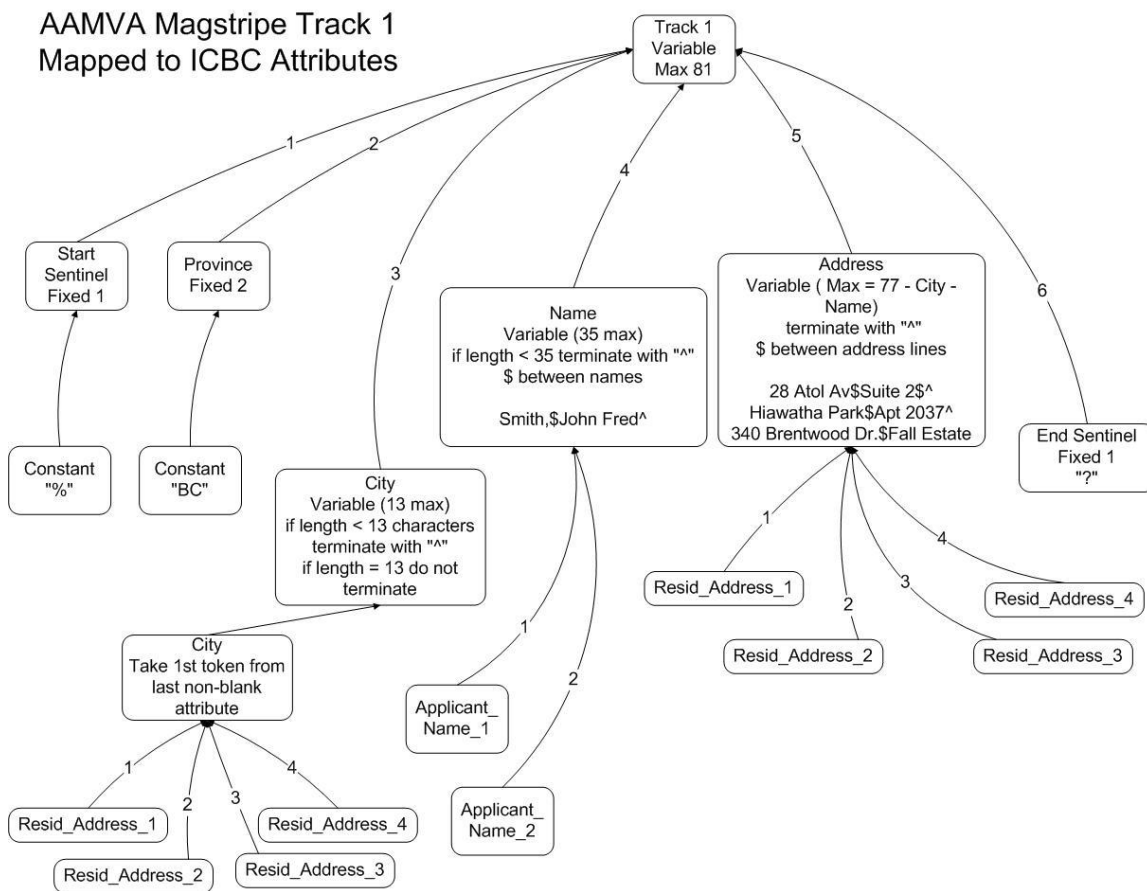 AAMVA Magstripe Track 1
Mapped to ICBC Attributes
Track 1
Variable
Max 81
1
2
3
4
5
6
Start
Sentinel
Fixed 1
Province
Fixed 2
Constant
"%"
Constant
"BC"
City
Variable (13 max)
if length < 13 characters
terminate with "^"
if length = 13 do not
terminate
Name
Variable (35 max)
if length < 35 terminate with "^"
$ between names
Smith,$John Fred^
Address
Variable ( Max = 77 - City -
Name)
terminate with "^"
$ between address lines
28 Atol Av$Suite 2$^
Hiawatha Park$Apt 2037^
340 Brentwood Dr.$Fall Estate
End Sentinel
Fixed 1
"?"
City
Take 1st token from
last non-blank
attribute
1
2
3
4
Resid_Address_1
Resid_Address_2
Resid_Address_3
Resid_Address_4
1
2
Applicant_
Name_1
Applicant_
Name_2
1
2
3
4
Resid_Address_1
Resid_Address_2
Resid_Address_3
Resid_Address_4